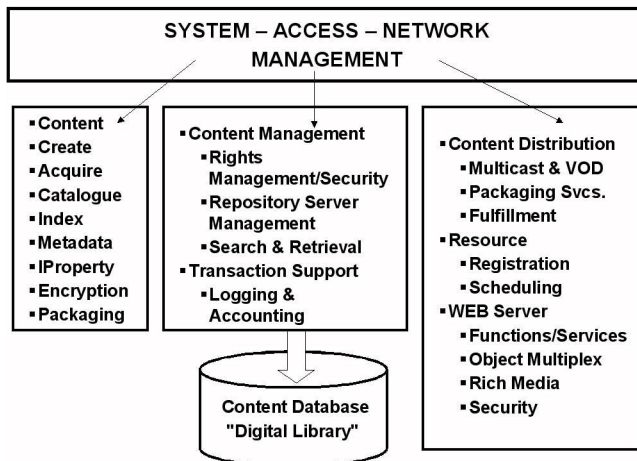 SYSTEM – ACCESS – NETWORK
MANAGEMENT
▪Content
▪Create
▪Acquire
▪Catalogue
▪Index
▪Metadata
▪IProperty
▪Encryption
▪Packaging
▪Content Management
▪Rights
Management/Security
▪Repository Server
Management
▪Search & Retrieval
▪Transaction Support
▪Logging &
Accounting
Content Database
"Digital Library"
▪Content Distribution
▪Multicast & VOD
▪Packaging Svcs.
▪Fulfillment
▪Resource
▪Registration
▪Scheduling
▪WEB Server
▪Functions/Services
▪Object Multiplex
▪Rich Media
▪Security